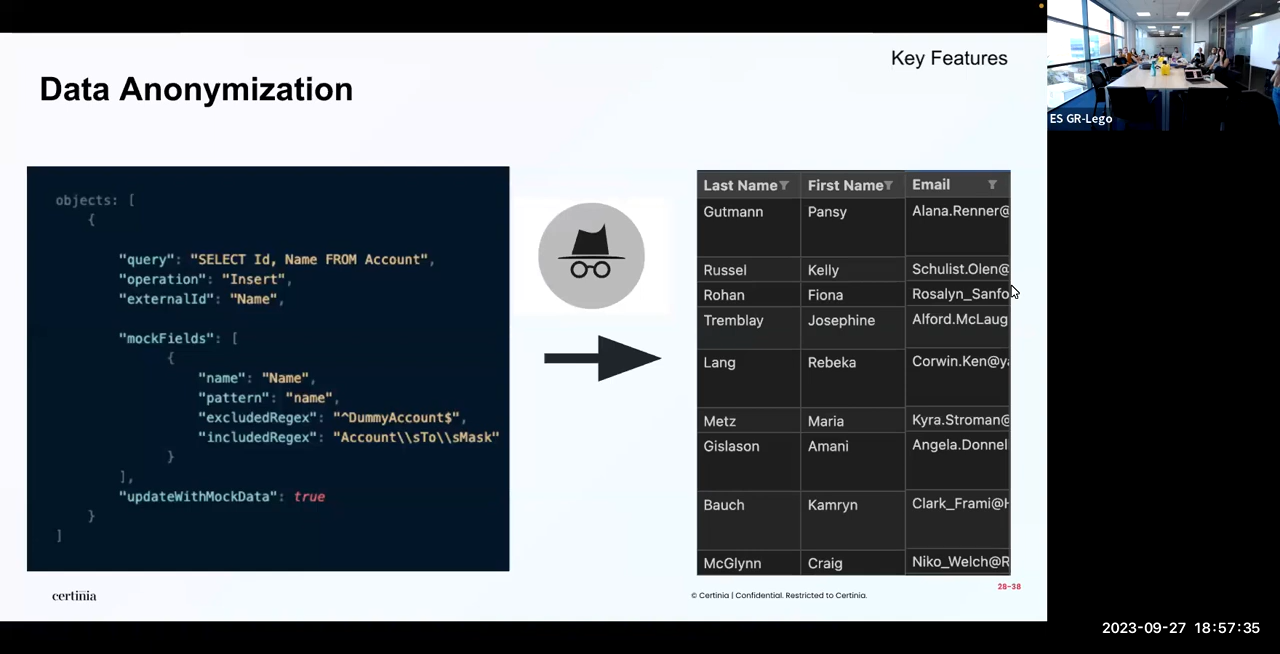 Key Features
Data Anonymization
objects: [
{
"query": "SELECT Id, Name FROM Account",
"operation": "Insert",
"externalId": "Name",
"mockFields": [
{
"name": "Name",
"pattern": "name",
"excludedRegex": "^DummyAccount$",
"includedRegex": "Account\\sTo\\sMask"
}
],
"updateWithMockData": true
}
]
Last Name First Name Email
Gutmann Pansy Alana.Renner@
Russel Kelly Schulist.Olen@
Rohan Fiona Rosalyn_Sanfo
Tremblay Josephine Alford.McLaug
Lang Rebeka Corwin.Ken@ya
Metz Maria Kyra.Stroman@
Gislason Amani Angela.Donnel
Bauch Kamryn Clark_Frami@H
McGlynn Craig Niko_Welch@R
28-38
certinia
© Certinia | Confidential. Restricted to Certinia.
ES GR-Lego
2023-09-27 18:57:35